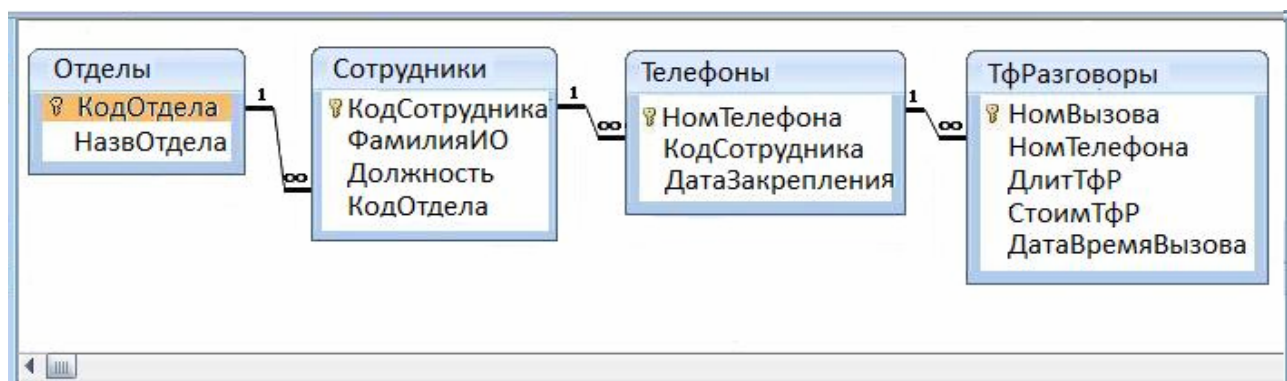 Отделы
КодОтдела
НазвОтдела
1
∞
Сотрудники
КодСотрудника
ФамилияИО
Должность
КодОтдела
1
∞
Телефоны
НомТелефона
КодСотрудника
ДатаЗакрепления
1
∞
ТфРазговоры
НомВызова
НомТелефона
ДлитТфР
СтоимТфР
ДатаВремяВызова